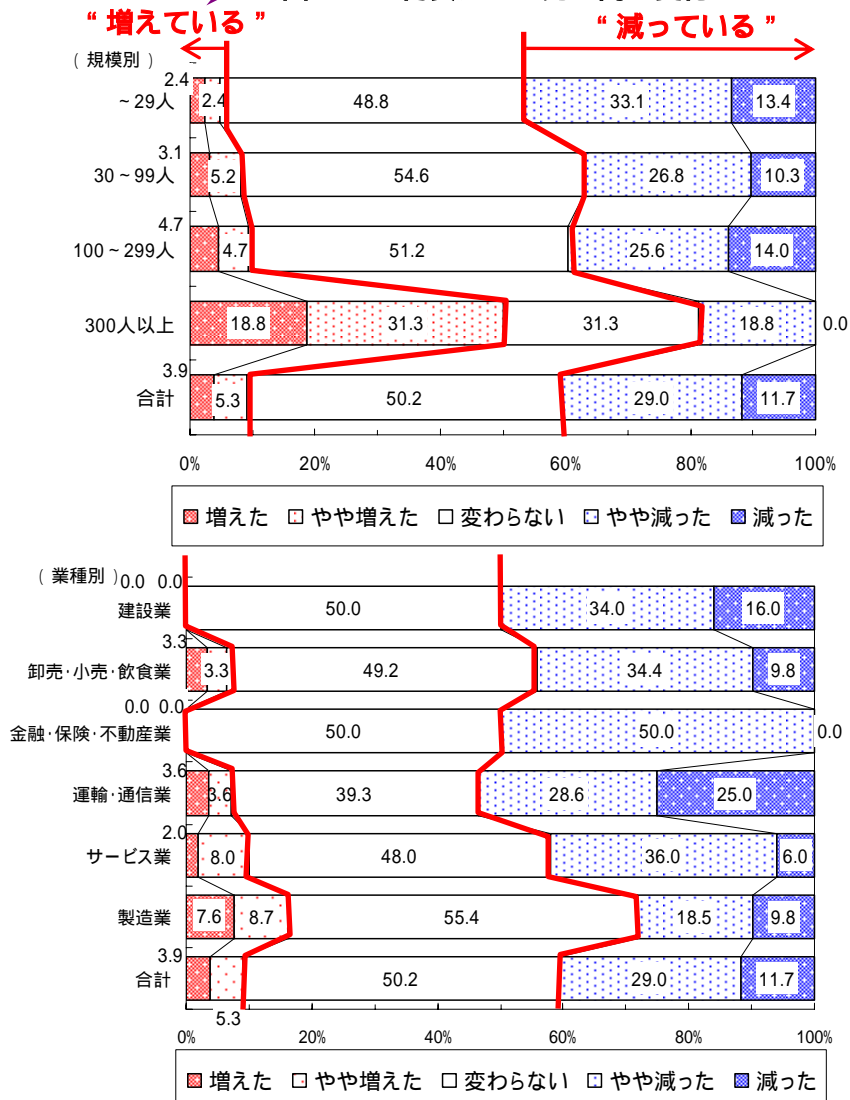 “ 増えている ”
“ 減っている ”
( 規模別 )
~ 29人 2.4 2.4 48.8 33.1 13.4
30 ~ 99人 3.1 5.2 54.6 26.8 10.3
100 ~ 299人 4.7 4.7 51.2 25.6 14.0
300人以上 18.8 31.3 31.3 18.8 0.0
合計 3.9 5.3 50.2 29.0 11.7
0% 20% 40% 60% 80% 100%
増えた やや増えた 変わらない やや減った 減った
( 業種別 )
建設業 0.0 0.0 50.0 34.0 16.0
卸売･小売･飲食業 3.3 3.3 49.2 34.4 9.8
金融･保険･不動産業 0.0 0.0 50.0 50.0 0.0
運輸･通信業 3.6 3.6 39.3 28.6 25.0
サービス業 2.0 8.0 48.0 36.0 6.0
製造業 7.6 8.7 55.4 18.5 9.8
合計 3.9 5.3 50.2 29.0 11.7
0% 20% 40% 60% 80% 100%
増えた やや増えた 変わらない やや減った 減った